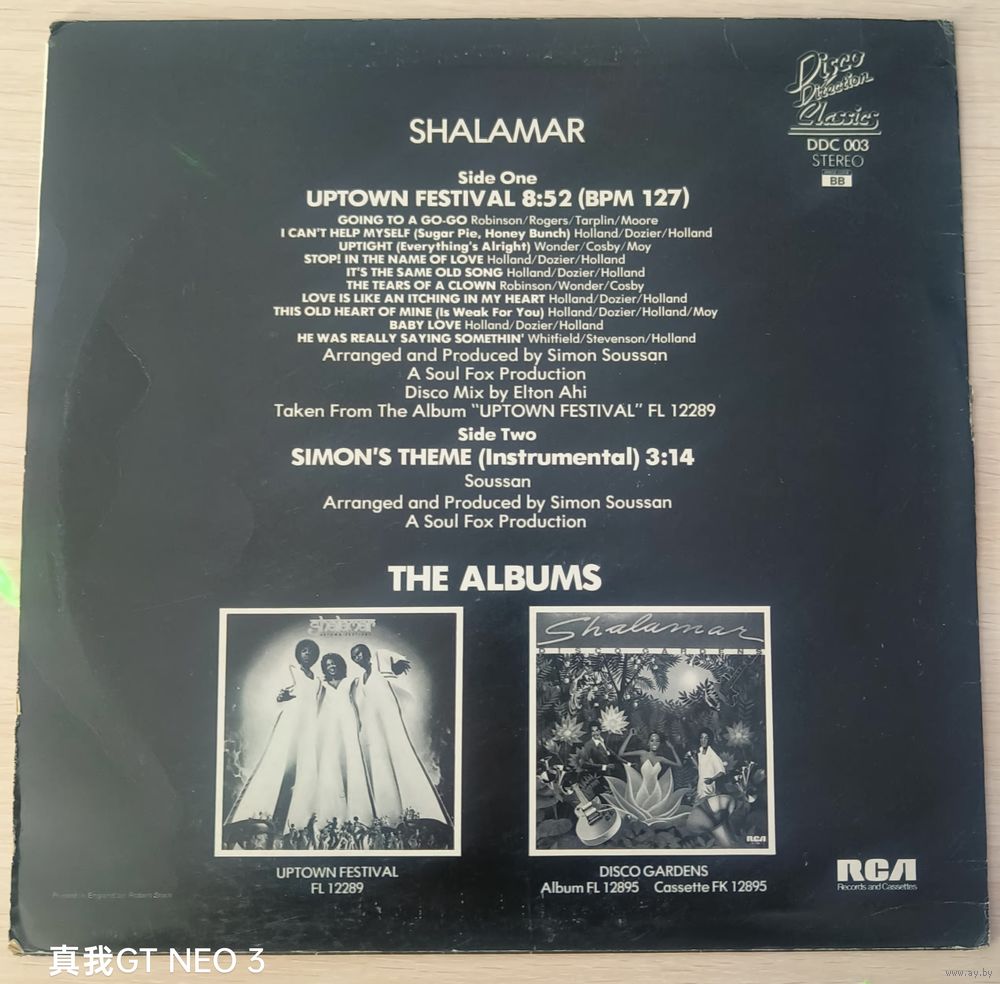 Disco
Direction
Classics
DDC 003
STEREO
BB
SHALAMAR
Side One
UPTOWN FESTIVAL 8:52 (BPM 127)
GOING TO A GO-GO Robinson/Rogers/Tarplin/Moore
I CAN'T HELP MYSELF (Sugar Pie, Honey Bunch) Holland/Dozier/Holland
UPTIGHT (Everything's Alright) Wonder/Cosby/Moy
STOP! IN THE NAME OF LOVE Holland/Dozier/Holland
IT'S THE SAME OLD SONG Holland/Dozier/Holland
THE TEARS OF A CLOWN Robinson/Wonder/Cosby
LOVE IS LIKE AN ITCHING IN MY HEART Holland/Dozier/Holland
THIS OLD HEART OF MINE (Is Weak For You) Holland/Dozier/Holland/Moy
BABY LOVE Holland/Dozier/Holland
HE WAS REALLY SAYING SOMETHIN' Whitfield/Stevenson/Holland
Arranged and Produced by Simon Soussan
A Soul Fox Production
Disco Mix by Elton Ahi
Taken From The Album "UPTOWN FESTIVAL" FL 12289
Side Two
SIMON'S THEME (Instrumental) 3:14
Soussan
Arranged and Produced by Simon Soussan
A Soul Fox Production
THE ALBUMS
shalamar
UPTOWN FESTIVAL
Shalamar
DISCO GARDENS
RCA
UPTOWN FESTIVAL
FL 12289
DISCO GARDENS
Album FL 12895 Cassette FK 12895
RCA
Records and Cassettes
Printed in England by Robert Stace
真我GT NEO 3
www.ay.by